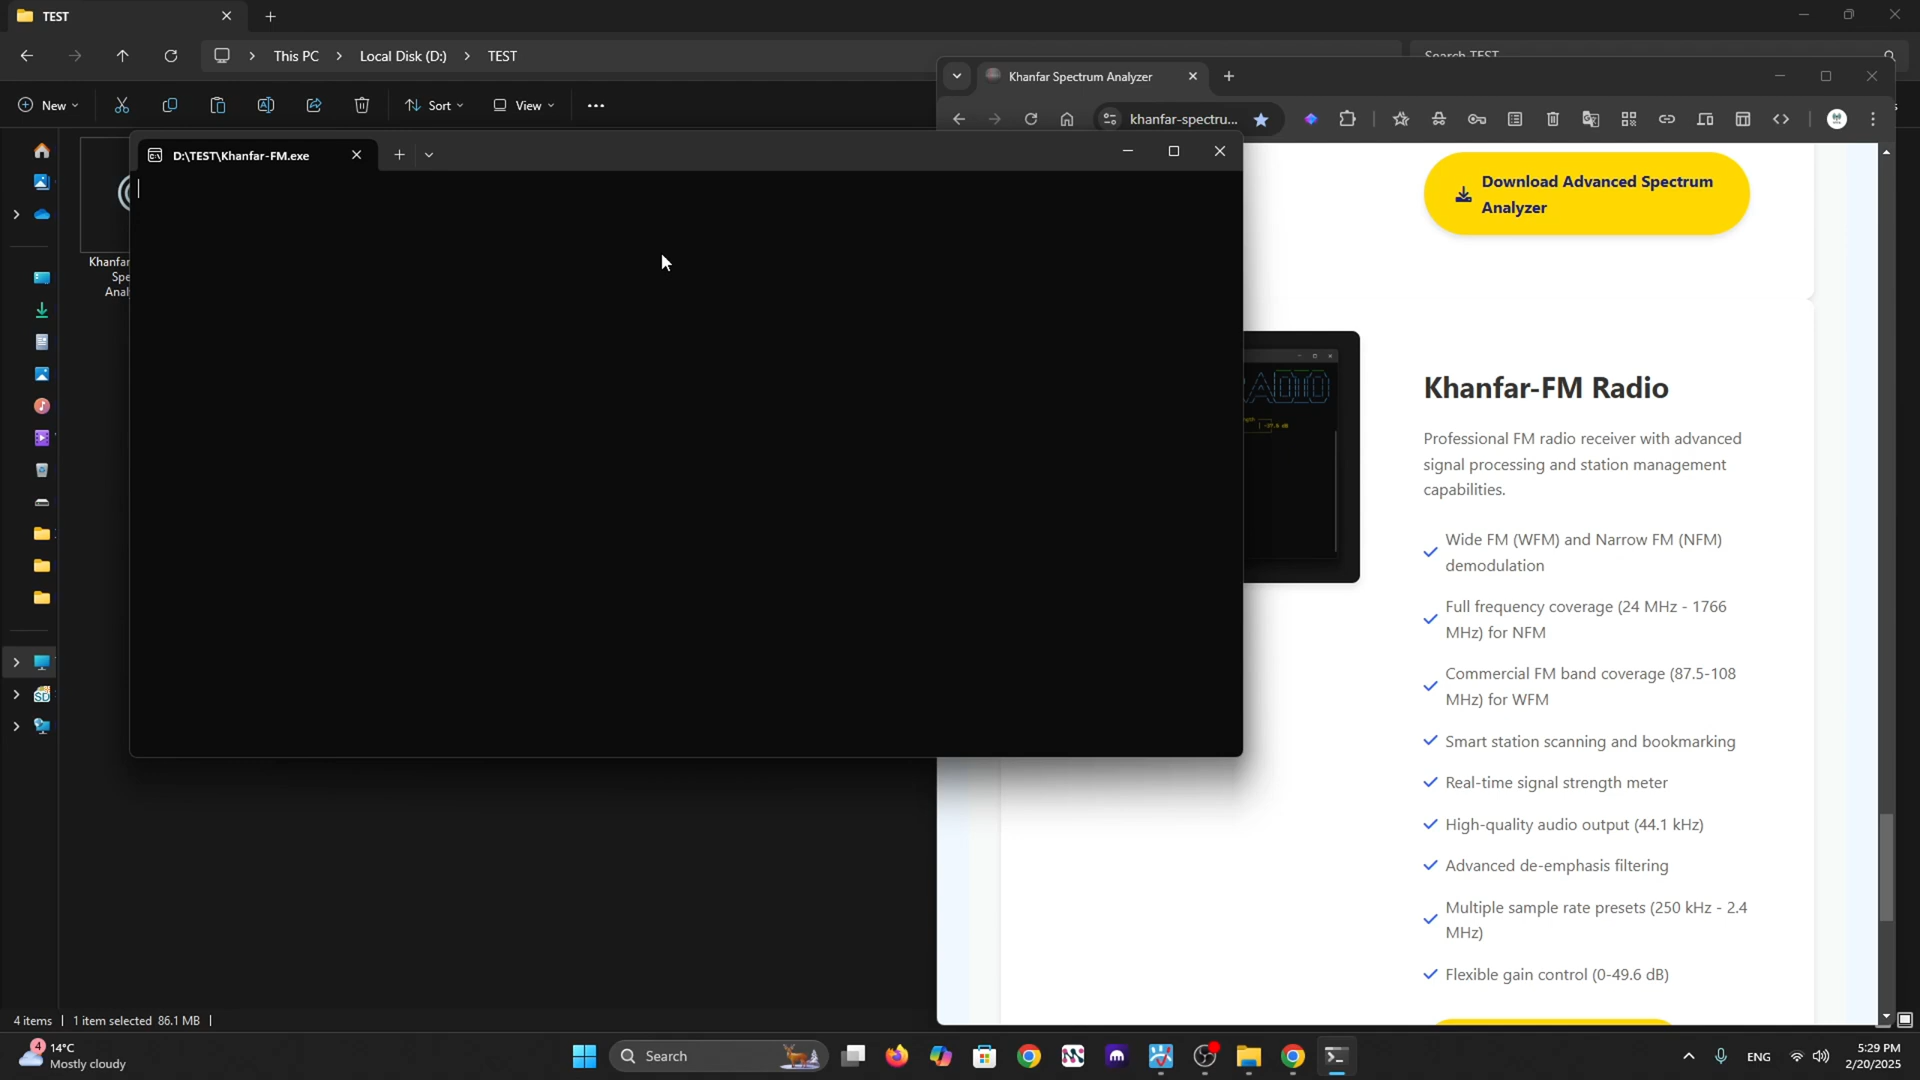 TEST
This PC
Local Disk (D:)
TEST
Search TEST
New
Sort
View
Khanfar Spectrum Analyzer
khanfar-spectru...
D:\TEST\Khanfar-FM.exe
Khanfar
Spe
Anal
Download Advanced Spectrum
Analyzer
Khanfar-FM Radio
Professional FM radio receiver with advanced
signal processing and station management
capabilities.
Wide FM (WFM) and Narrow FM (NFM)
demodulation
Full frequency coverage (24 MHz - 1766
MHz) for NFM
Commercial FM band coverage (87.5-108
MHz) for WFM
Smart station scanning and bookmarking
Real-time signal strength meter
High-quality audio output (44.1 kHz)
Advanced de-emphasis filtering
Multiple sample rate presets (250 kHz - 2.4
MHz)
Flexible gain control (0-49.6 dB)
4 items
1 item selected 86.1 MB
4
14°C
Mostly cloudy
Search
ENG
5:29 PM
2/20/2025